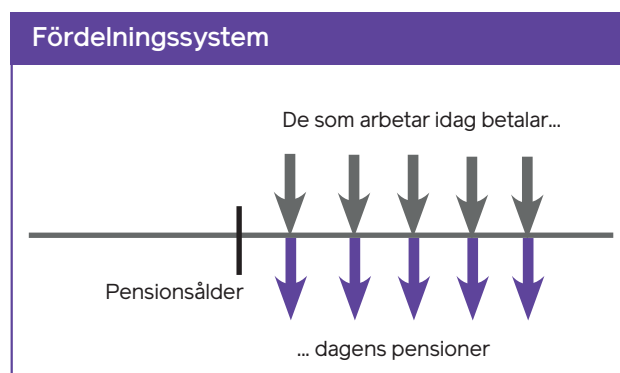 Fördelningssystem
De som arbetar idag betalar...
Pensionsålder
... dagens pensioner